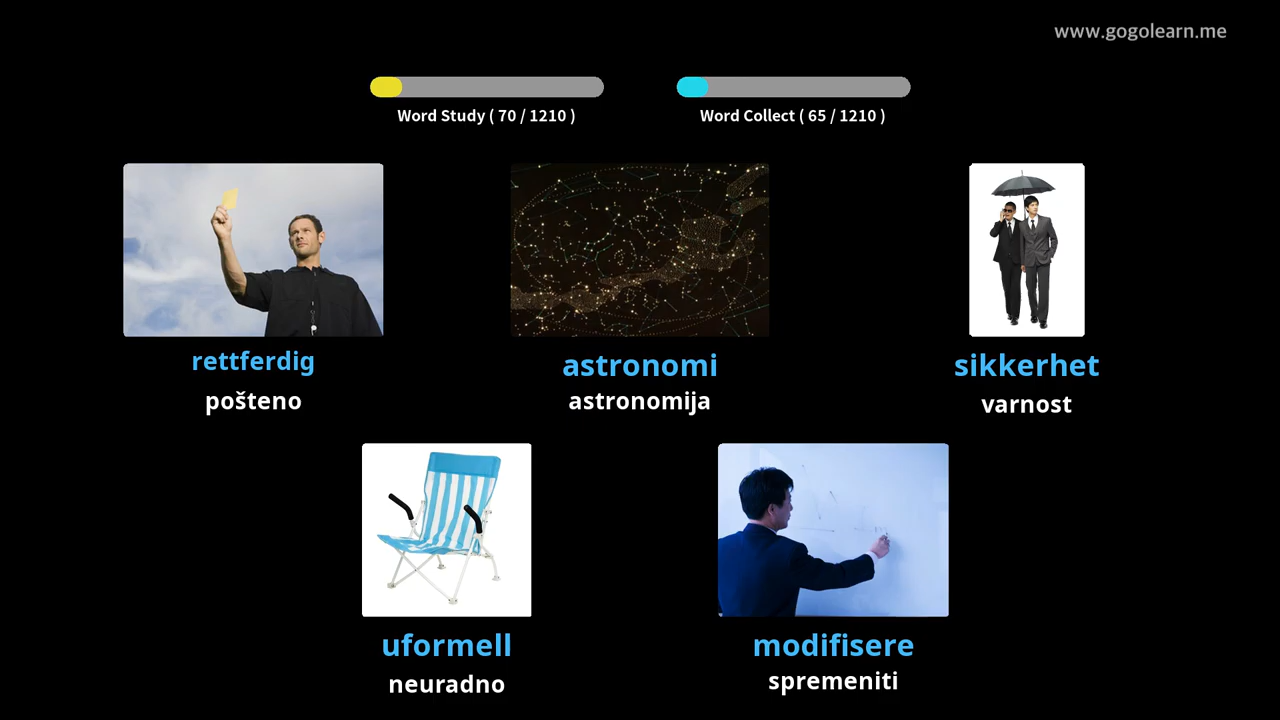 www.gogolearn.me
Word Study ( 70 / 1210 )
Word Collect ( 65 / 1210 )
rettferdig
pošteno
astronomi
astronomija
sikkerhet
varnost
uformell
neuradno
modifisere
spremeniti